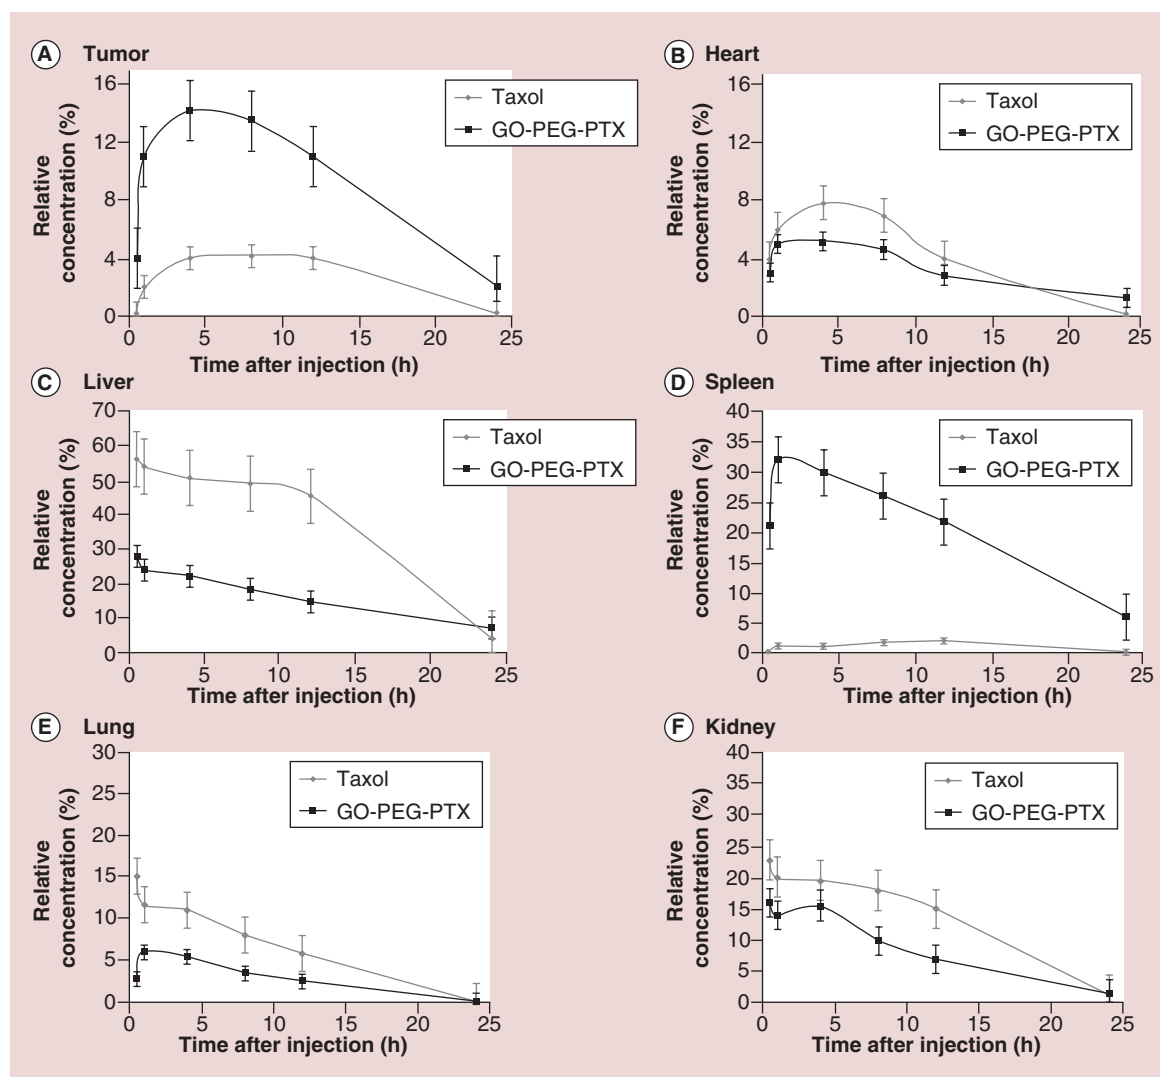 A Tumor
Relative
concentration (%)
16
12
8
4
0
0 5 10 15 20 25
Time after injection (h)
Taxol
GO-PEG-PTX
B Heart
Relative
concentration (%)
16
12
8
4
0
0 5 10 15 20 25
Time after injection (h)
Taxol
GO-PEG-PTX
C Liver
Relative
concentration (%)
70
60
50
40
30
20
10
0
0 5 10 15 20 25
Time after injection (h)
Taxol
GO-PEG-PTX
D Spleen
Relative
concentration (%)
40
35
30
25
20
15
10
5
0
0 5 10 15 20 25
Time after injection (h)
Taxol
GO-PEG-PTX
E Lung
Relative
concentration (%)
30
25
20
15
10
5
0
0 5 10 15 20 25
Time after injection (h)
Taxol
GO-PEG-PTX
F Kidney
Relative
concentration (%)
40
35
30
25
20
15
10
5
0
0 5 10 15 20 25
Time after injection (h)
Taxol
GO-PEG-PTX